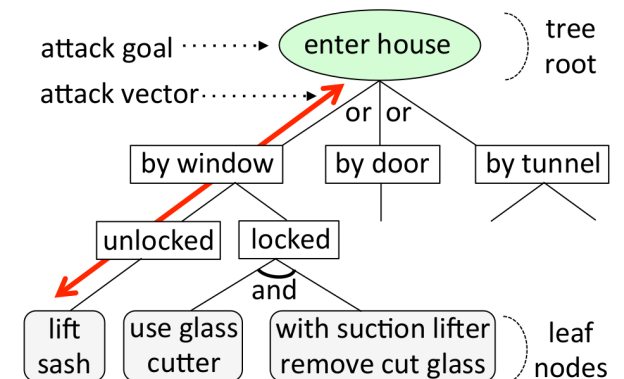 attack goal
enter house
tree
root
attack vector
or
or
by window
by door
by tunnel
unlocked
locked
and
lift
sash
use glass
cutter
with suction lifter
remove cut glass
leaf
nodes